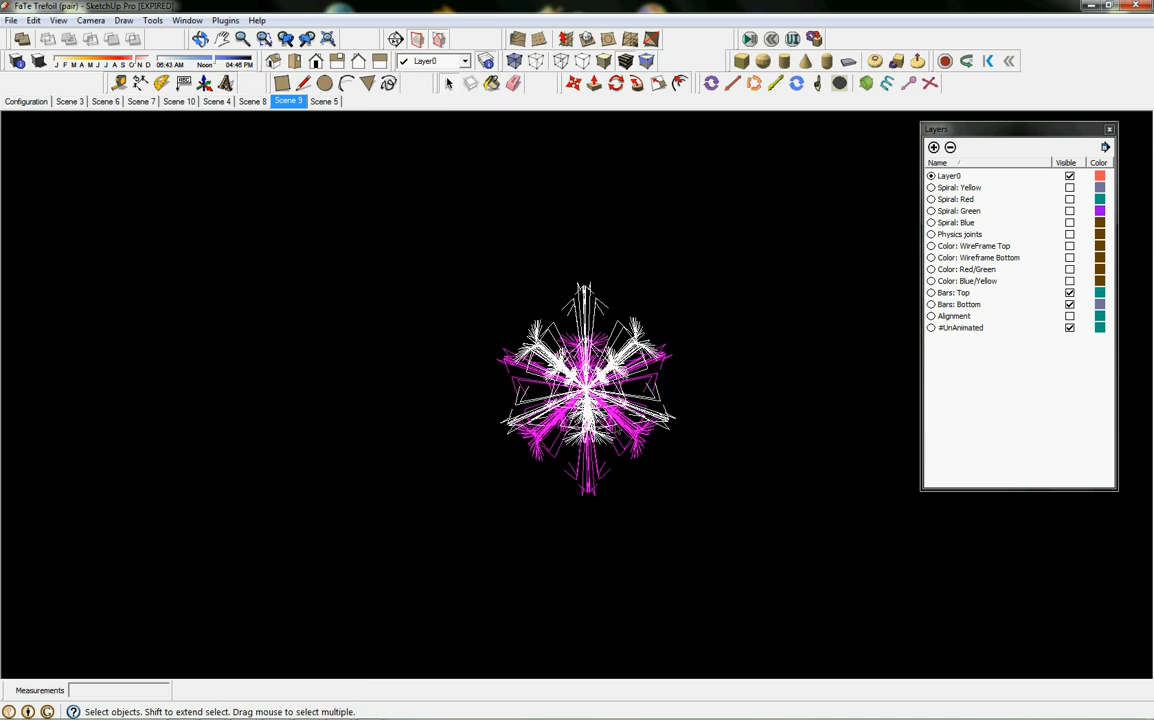 FaTe Trefoil (pair) - SketchUp Pro [EXPIRED]
File Edit View Camera Draw Tools Window Plugins Help
J F M A M J J A S O N D 06:43 AM Noon 04:46 PM Layer0
Configuration Scene 3 Scene 6 Scene 7 Scene 10 Scene 4 Scene 8 Scene 9 Scene 5
Layers
Name Visible Color
Layer0
Spiral: Yellow
Spiral: Red
Spiral: Green
Spiral: Blue
Physics joints
Color: WireFrame Top
Color: Wireframe Bottom
Color: Red/Green
Color: Blue/Yellow
Bars: Top
Bars: Bottom
Alignment
#UnAnimated
Measurements
Select objects. Shift to extend select. Drag mouse to select multiple.